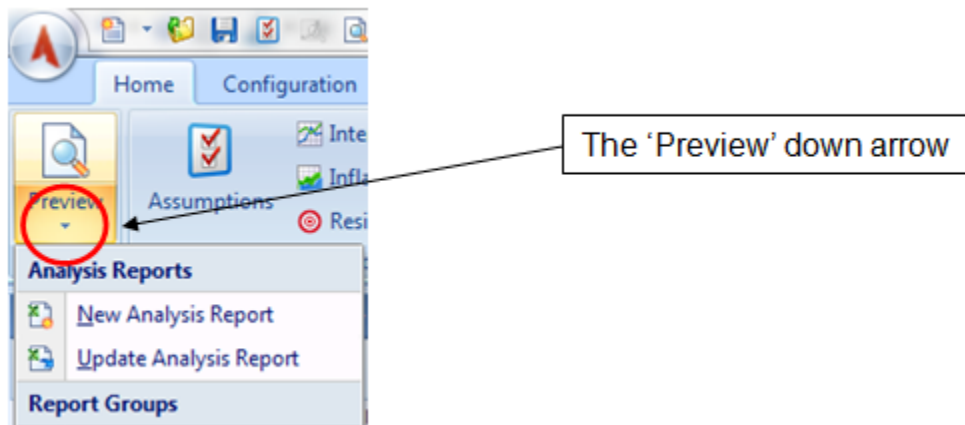 Home Configuration
The 'Preview' down arrow
Preview
Assumptions
Analysis Reports
New Analysis Report
Update Analysis Report
Report Groups